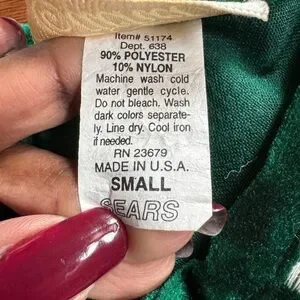 Item# 51174
Dept. 638
90% POLYESTER
10% NYLON
Machine wash cold
water gentle cycle.
Do not bleach. Wash
dark colors separate-
ly. Line dry. Cool iron
if needed.
RN 23679
MADE IN U.S.A.
SMALL
SEARS